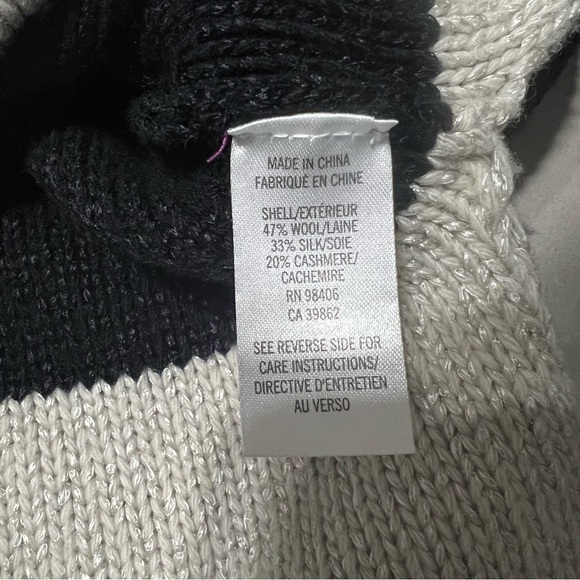 MADE IN CHINA
FABRIQUÉ EN CHINE
SHELL/EXTÉRIEUR
47% WOOL/LAINE
33% SILK/SOIE
20% CASHMERE/
CACHEMIRE
RN 98406
CA 39862
SEE REVERSE SIDE FOR
CARE INSTRUCTIONS/
DIRECTIVE D'ENTRETIEN
AU VERSO